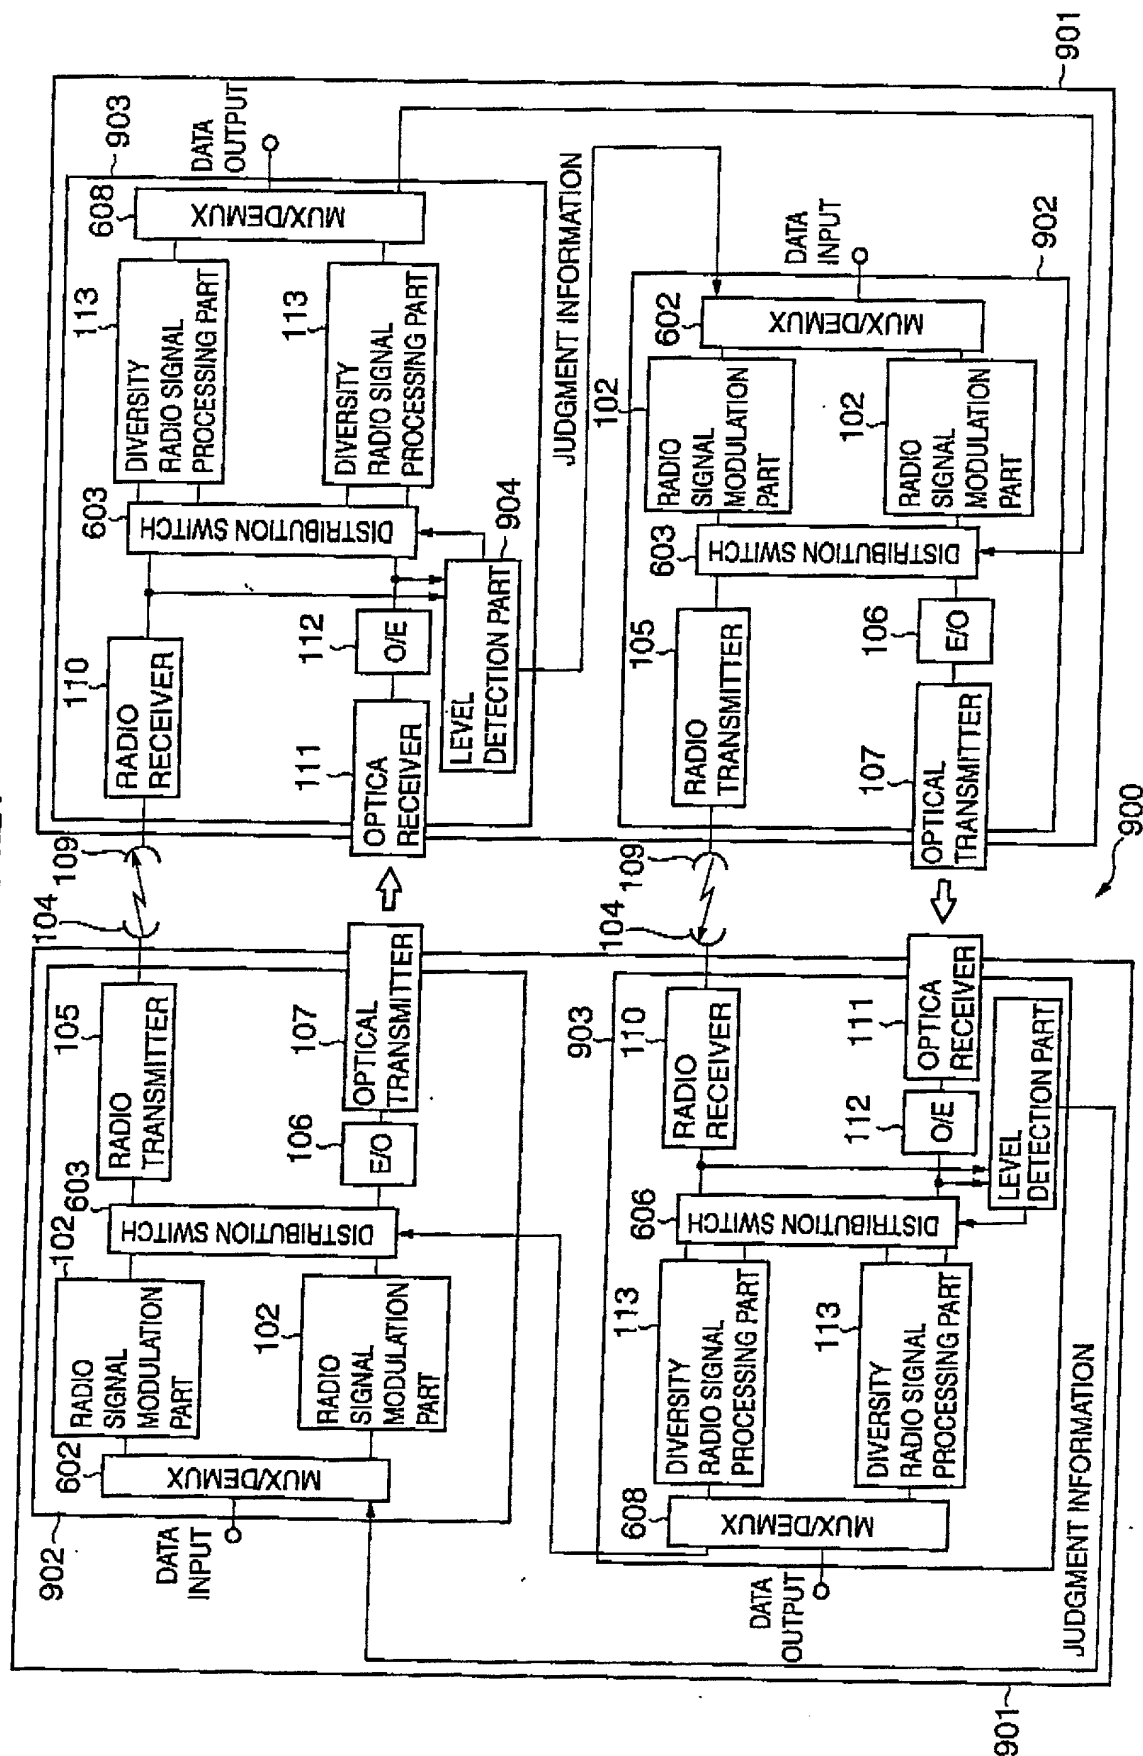 902
DATA
INPUT
602
MUX/DEMUX
102
RADIO
SIGNAL
MODULATION
PART
102
RADIO
SIGNAL
MODULATION
PART
603
DISTRIBUTION SWITCH
105
RADIO
TRANSMITTER
106
E/O
107
OPTICAL
TRANSMITTER
104
109
110
RADIO
RECEIVER
111
OPTICA
RECEIVER
112
O/E
LEVEL
DETECTION PART
904
603
DISTRIBUTION SWITCH
113
DIVERSITY
RADIO SIGNAL
PROCESSING PART
113
DIVERSITY
RADIO SIGNAL
PROCESSING PART
608
MUX/DEMUX
903
DATA
OUTPUT
JUDGMENT INFORMATION
901
DATA
OUTPUT
608
MUX/DEMUX
113
DIVERSITY
RADIO SIGNAL
PROCESSING PART
113
DIVERSITY
RADIO SIGNAL
PROCESSING PART
606
DISTRIBUTION SWITCH
903
110
RADIO
RECEIVER
112
O/E
111
OPTICA
RECEIVER
LEVEL
DETECTION PART
104
109
105
RADIO
TRANSMITTER
107
OPTICAL
TRANSMITTER
106
E/O
603
DISTRIBUTION SWITCH
102
RADIO
SIGNAL
MODULATION
PART
102
RADIO
SIGNAL
MODULATION
PART
602
MUX/DEMUX
DATA
INPUT
902
901
JUDGMENT INFORMATION
900